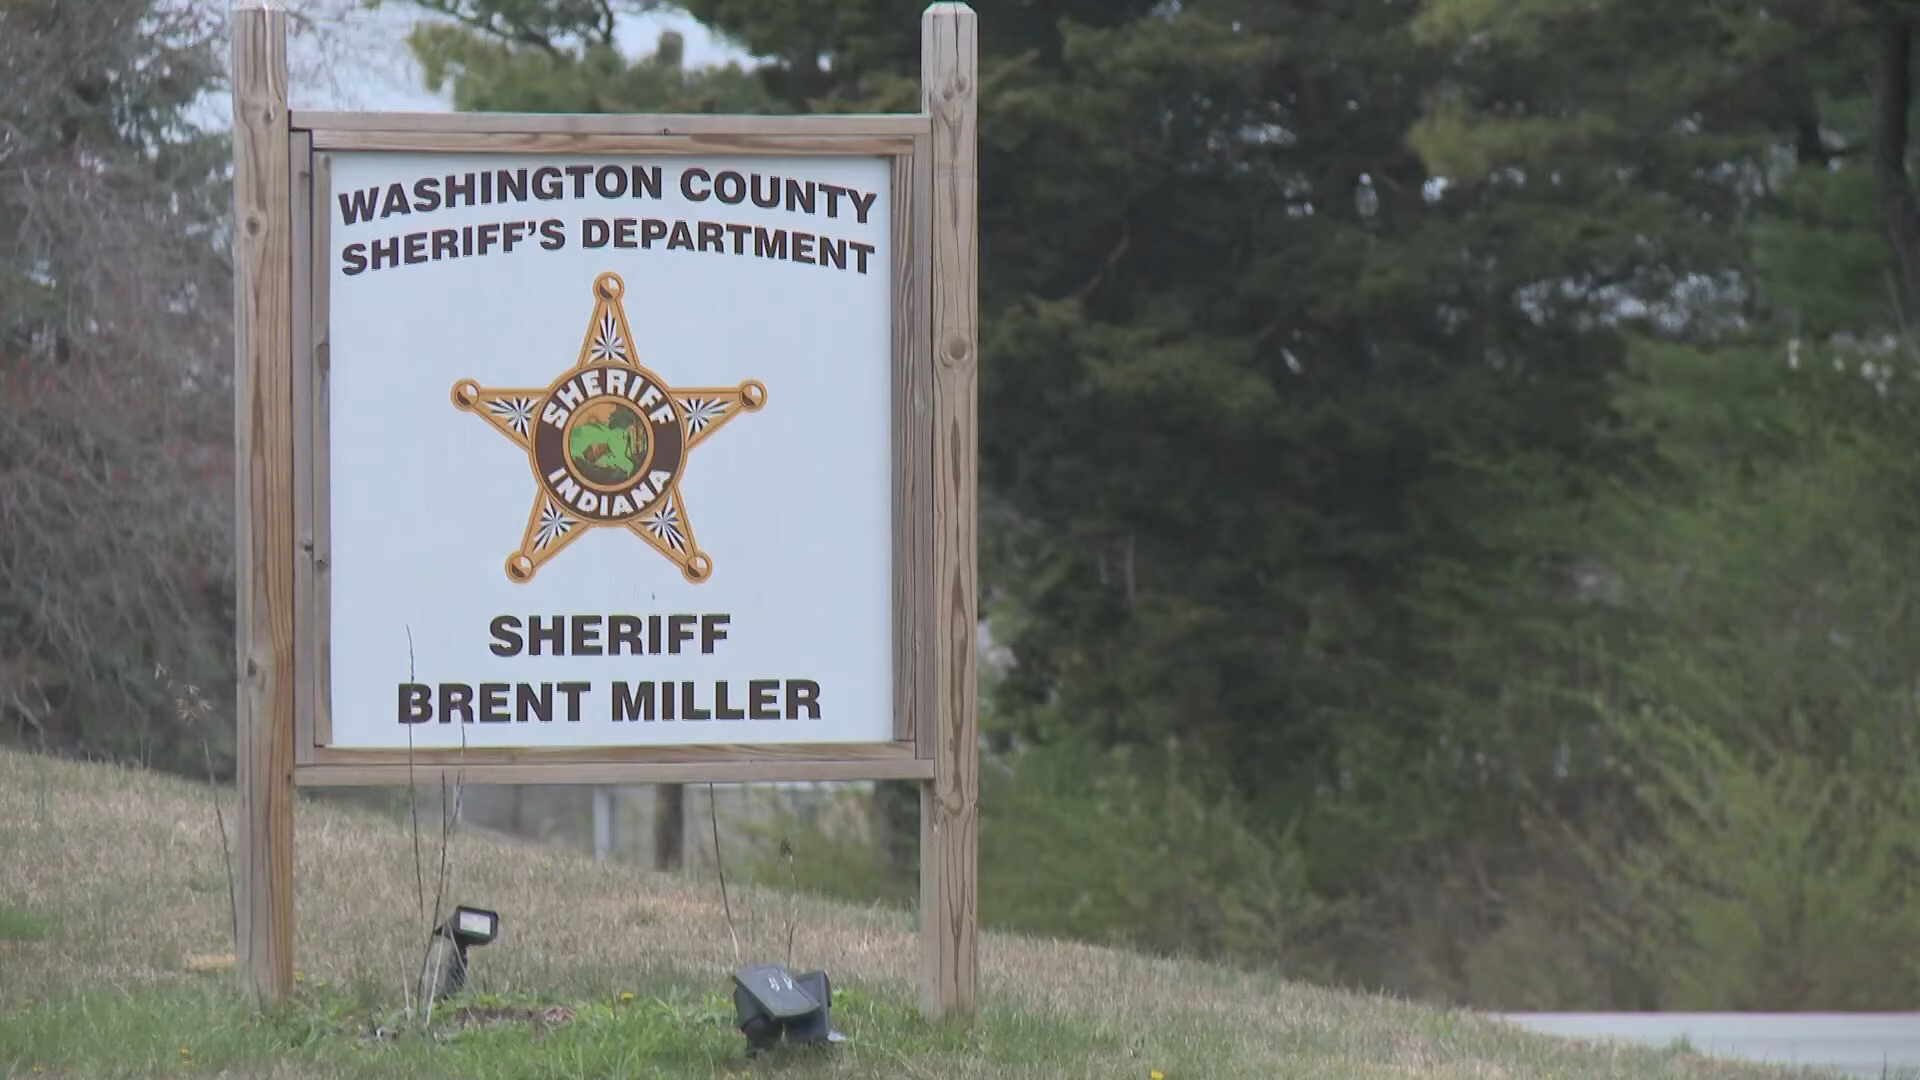 WASHINGTON COUNTY
SHERIFF'S DEPARTMENT
SHERIFF
INDIANA
SHERIFF
BRENT MILLER